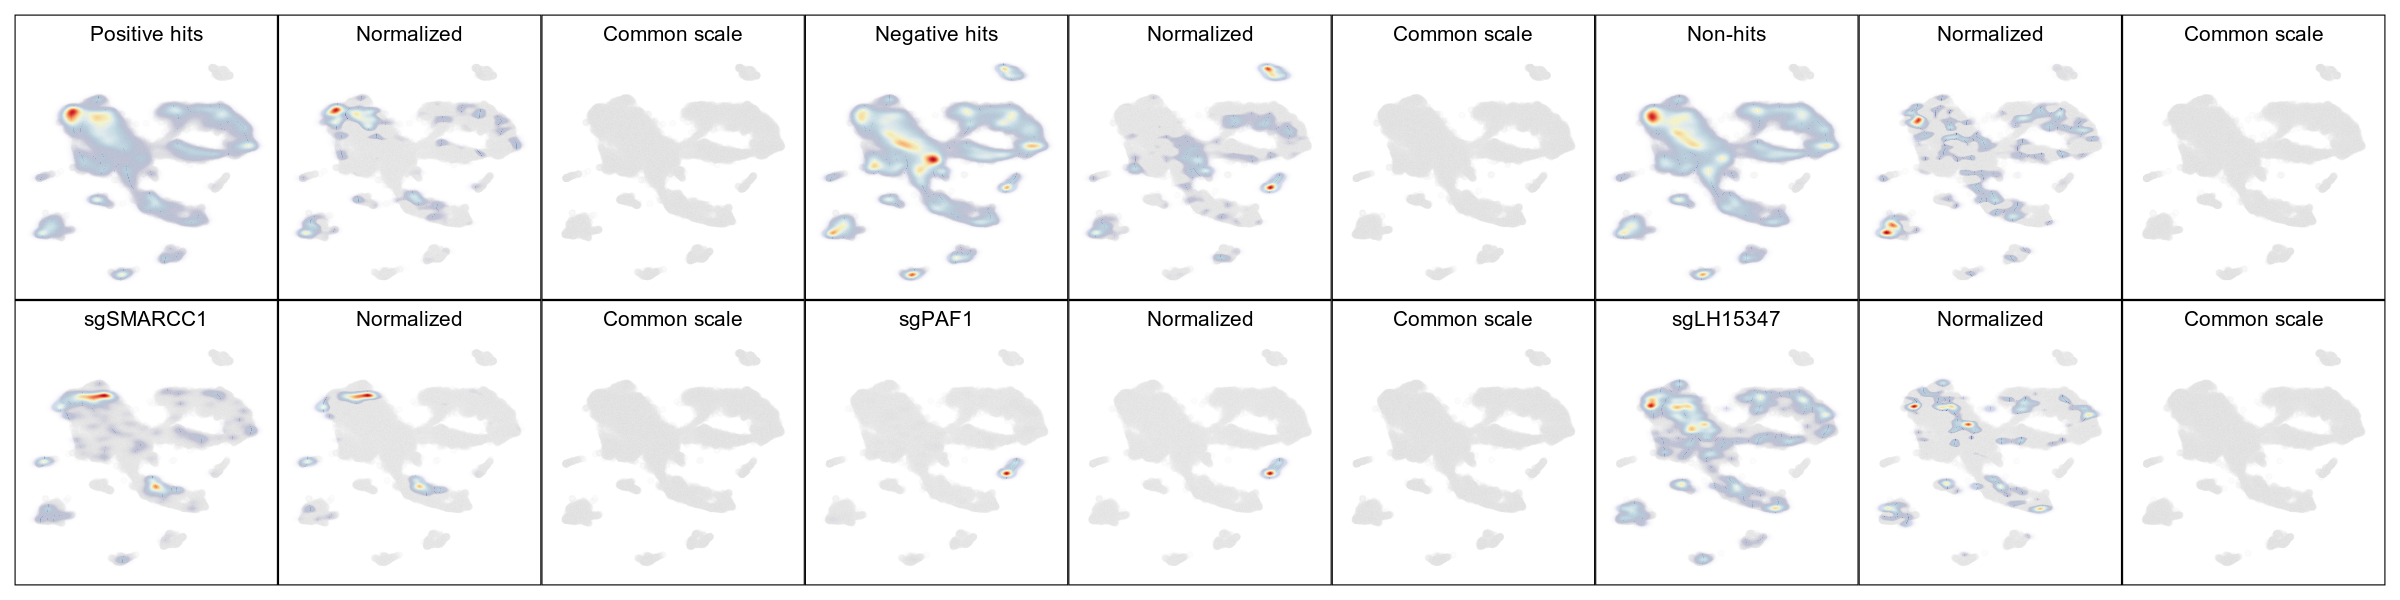 Positive hits
Normalized
Common scale
Negative hits
Normalized
Common scale
Non-hits
Normalized
Common scale
sgSMARCC1
Normalized
Common scale
sgPAF1
Normalized
Common scale
sgLH15347
Normalized
Common scale